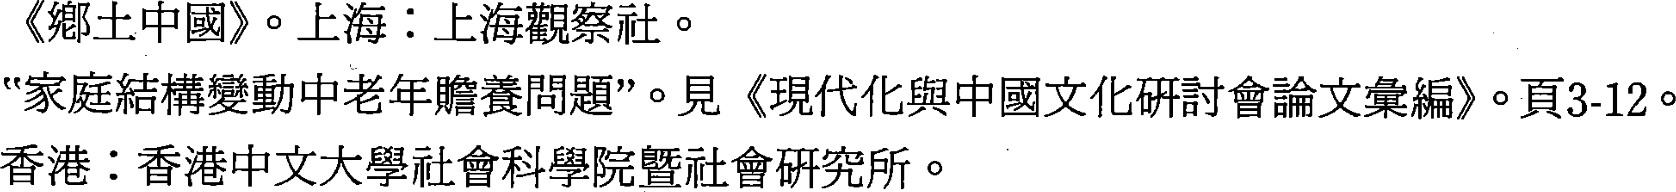 《鄉土中國》。上海：上海觀察社。
“家庭結構變動中老年贍養問題”。見《現代化與中國文化研討會論文彙編》。頁3-12。
香港：香港中文大學社會科學院暨社會研究所。